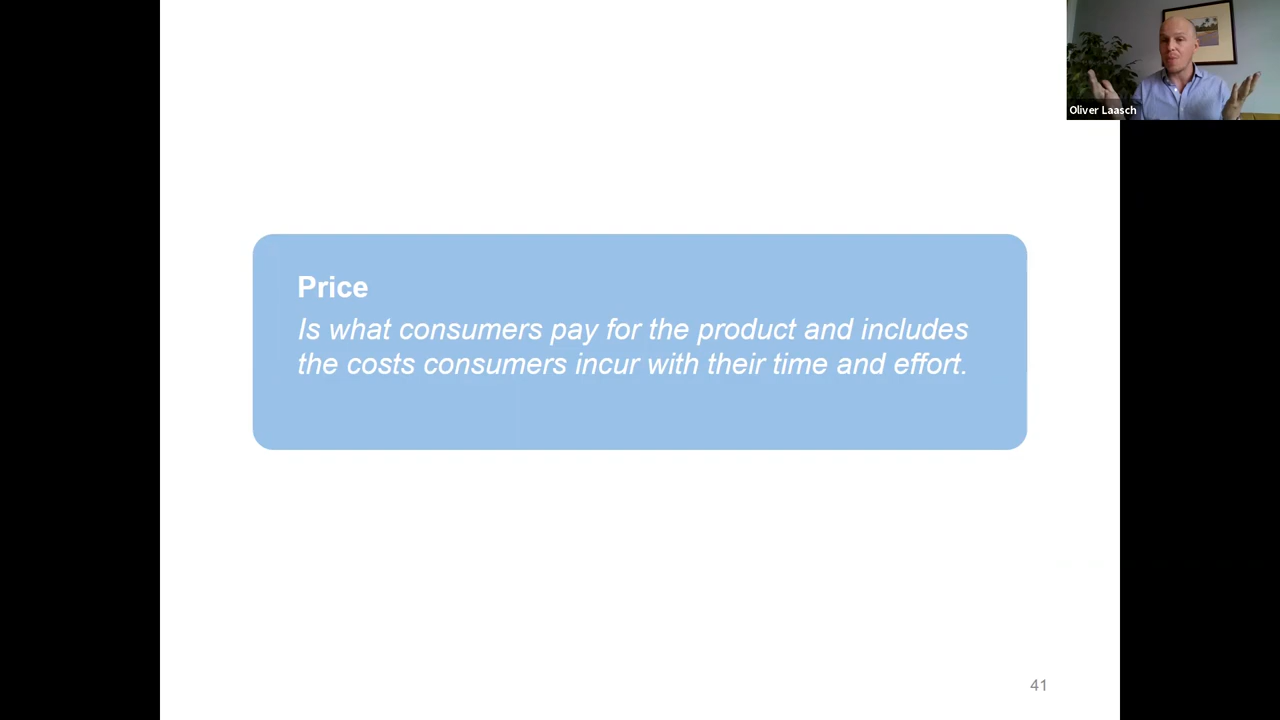 Oliver Laasch
Price
Is what consumers pay for the product and includes
the costs consumers incur with their time and effort.
41